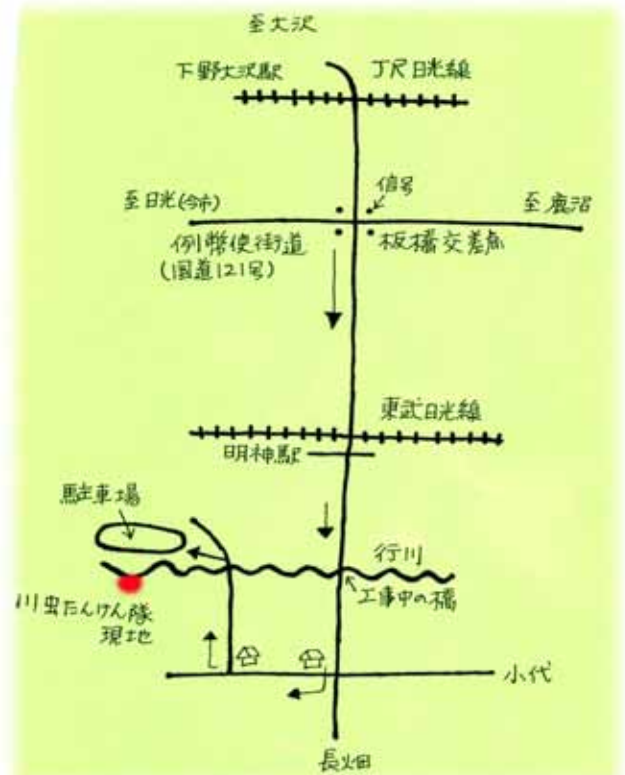 至大沢
下野大沢駅
JR日光線
信号
至日光(今市)
至鹿沼
例幣使街道
(国道121号)
板橋交差点
東武日光線
明神駅
駐車場
行川
工事中の橋
川虫たんけん隊
現地
小代
長畑